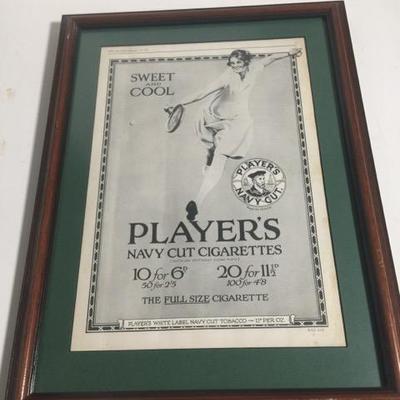 SWEET
AND
COOL
PLAYER'S
NAVY CUT
PLAYER'S
NAVY CUT CIGARETTES
10 for 6ᴰ 20 for 11½ᴰ
50 for 2'5 100 for 4'8
THE FULL SIZE CIGARETTE
PLAYER'S WHITE LABEL NAVY CUT TOBACCO —
PER OZ.